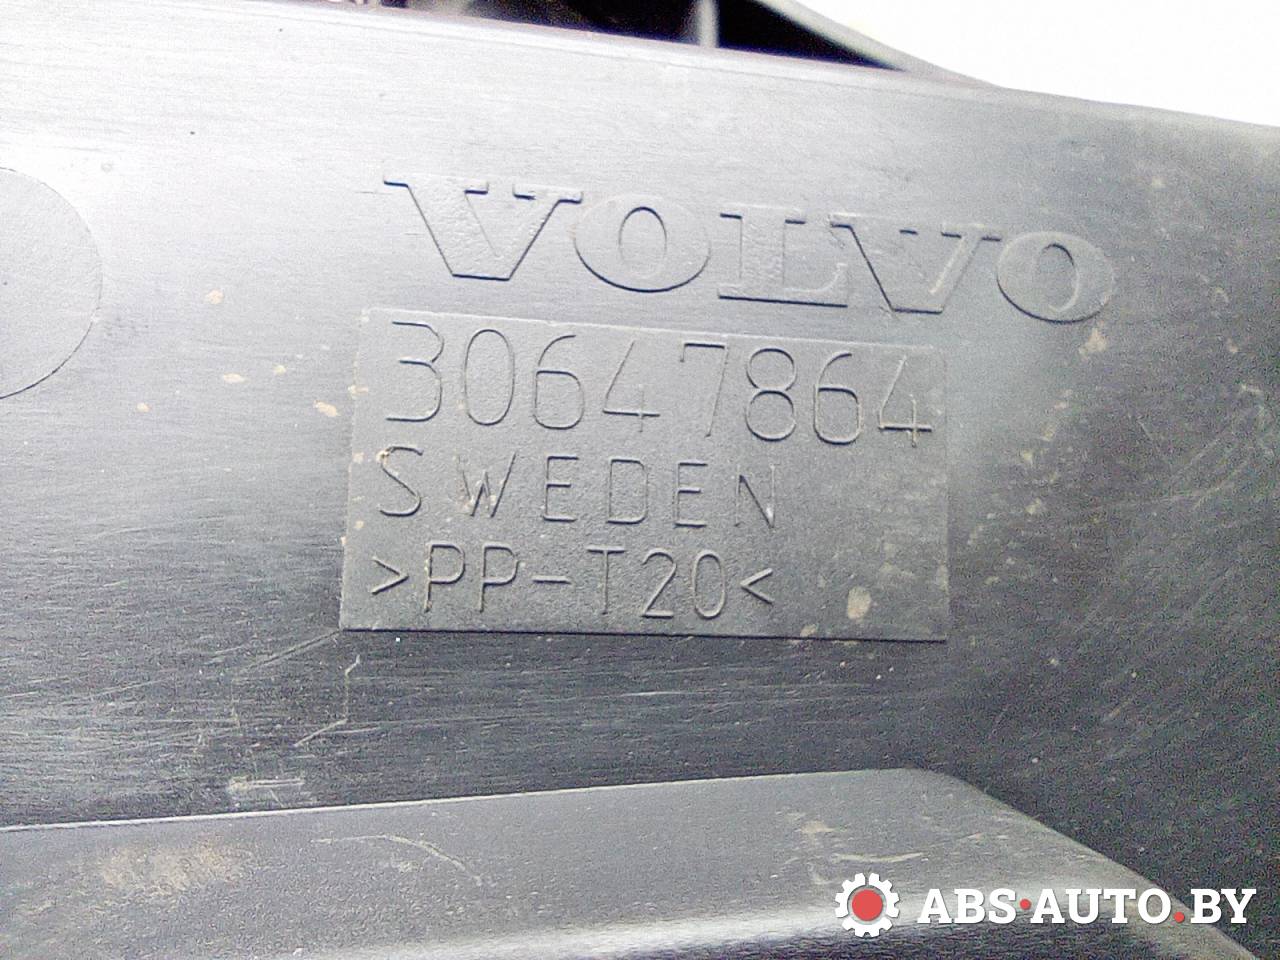 VOLVO
30647864
SWEDEN
>PP-T20<
ABS·AUTO.BY